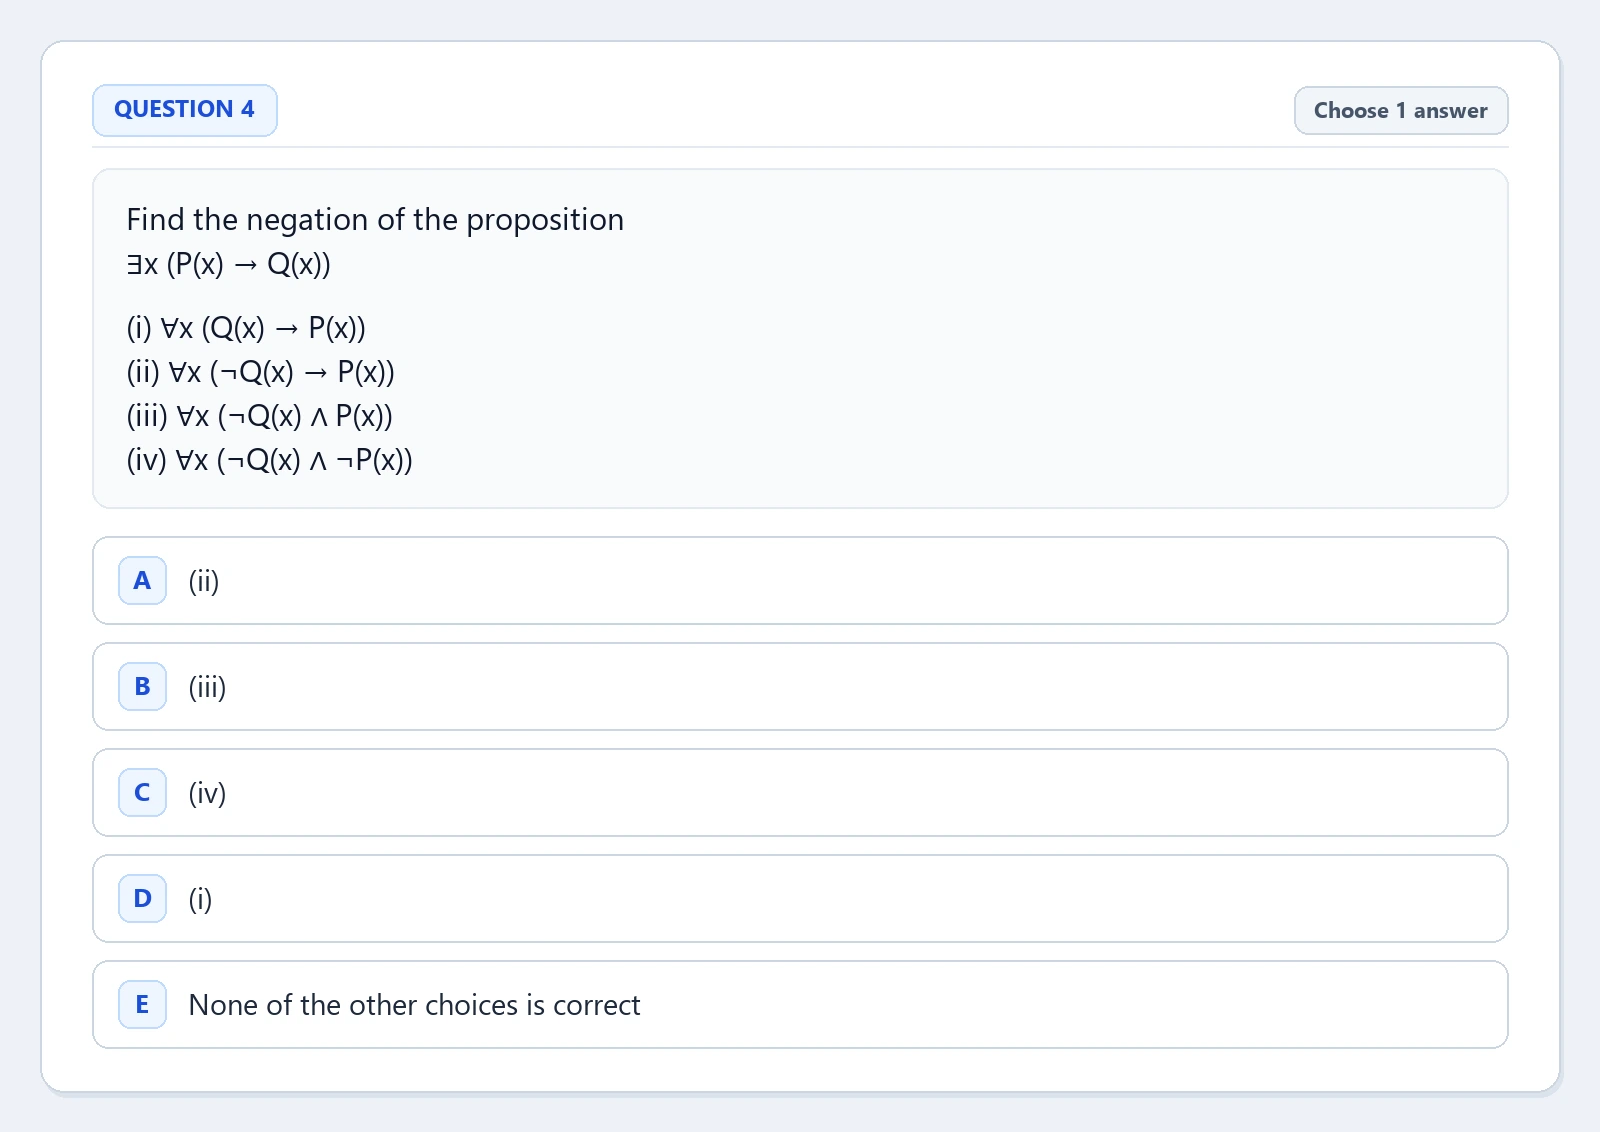 QUESTION 4
Choose 1 answer
Find the negation of the proposition
∃x (P(x) → Q(x))
(i) ∀x (Q(x) → P(x))
(ii) ∀x (¬Q(x) → P(x))
(iii) ∀x (¬Q(x) ∧ P(x))
(iv) ∀x (¬Q(x) ∧ ¬P(x))
A (ii)
B (iii)
C (iv)
D (i)
E None of the other choices is correct